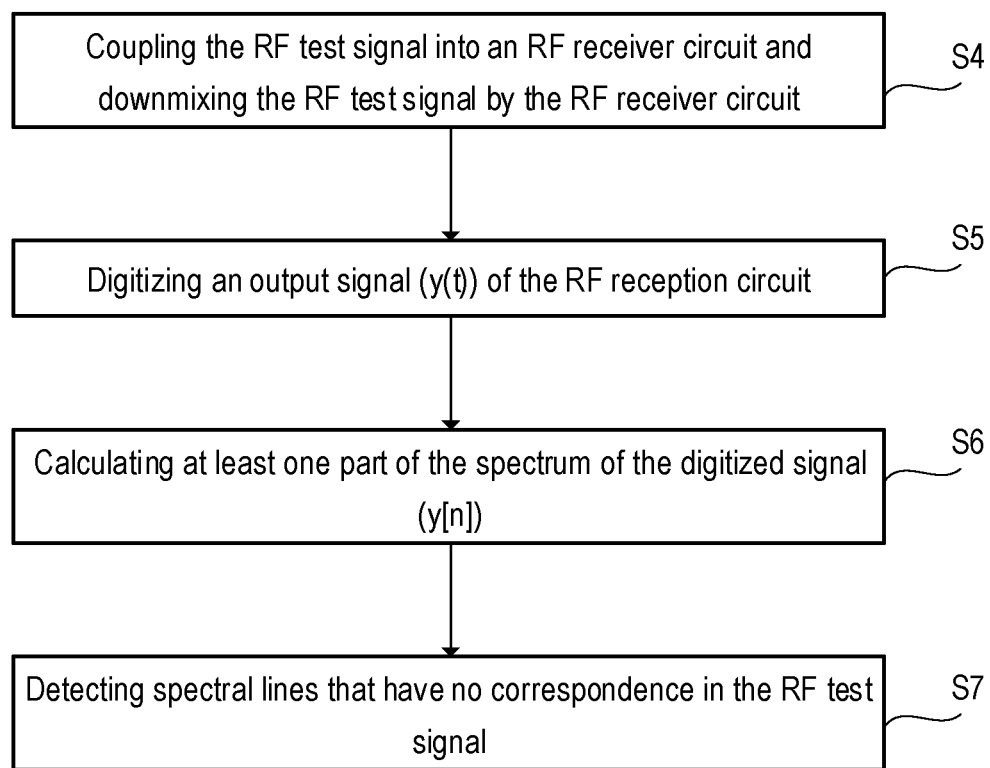 Coupling the RF test signal into an RF receiver circuit and
downmixing the RF test signal by the RF receiver circuit
S4
Digitizing an output signal (y(t)) of the RF reception circuit
S5
Calculating at least one part of the spectrum of the digitized signal
(y[n])
S6
Detecting spectral lines that have no correspondence in the RF test
signal
S7